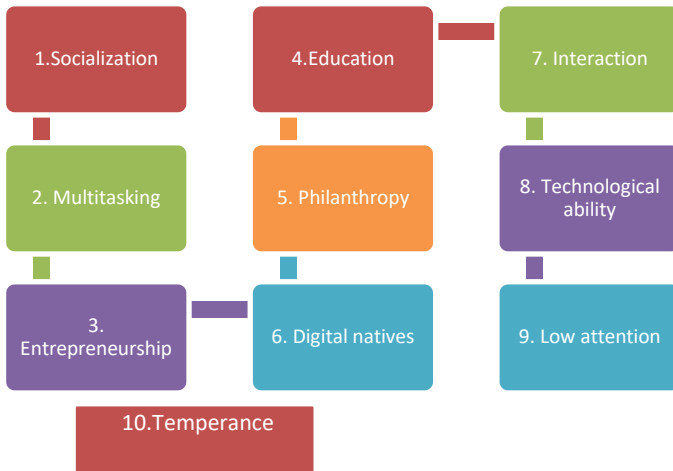 1.Socialization
2. Multitasking
3.
Entrepreneurship
4.Education
5. Philanthropy
6. Digital natives
7. Interaction
8. Technological
ability
9. Low attention
10.Temperance